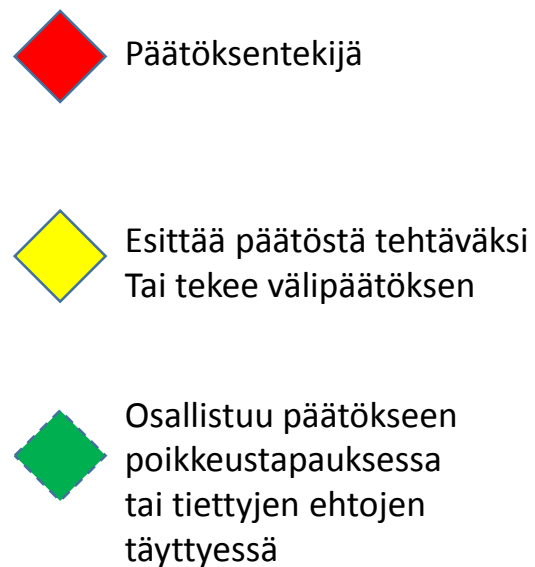 Päätöksentekijä
Esittää päätöstä tehtäväksi
Tai tekee välipäätöksen
Osallistuu päätökseen
poikkeustapauksessa
tai tiettyjen ehtojen
täyttyessä